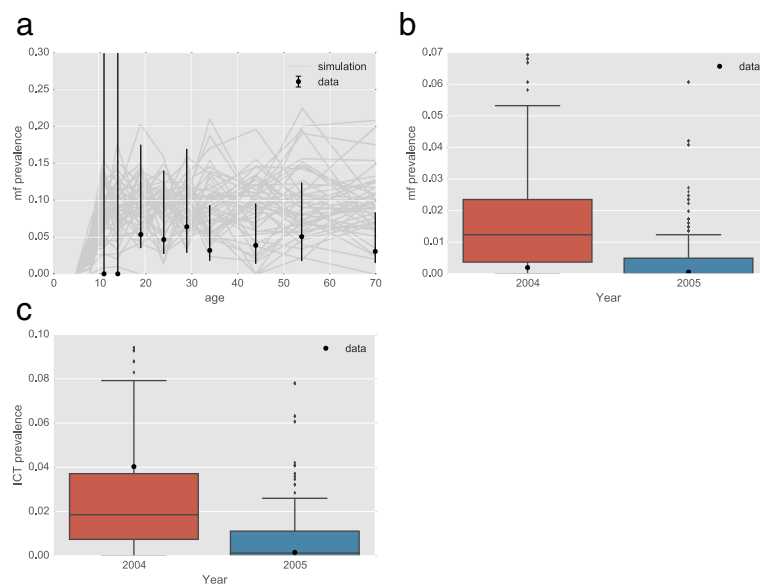 a
0.30
0.25
0.20
0.15
0.10
0.05
0.00
mf prevalence
0 10 20 30 40 50 60 70
age
simulation
data
b
0.07
0.06
0.05
0.04
0.03
0.02
0.01
0.00
mf prevalence
2004 2005
Year
data
c
0.10
0.08
0.06
0.04
0.02
0.00
ICT prevalence
2004 2005
Year
data